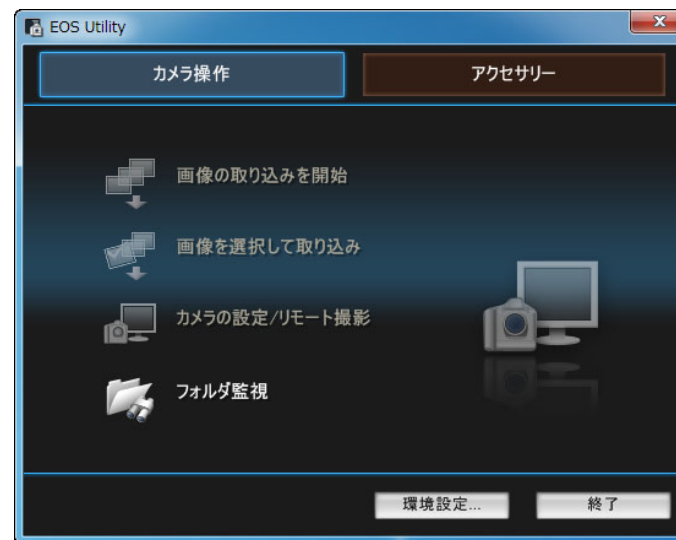 EOS Utility
カメラ操作
アクセサリー
画像の取り込みを開始
画像を選択して取り込み
カメラの設定/リモート撮影
フォルダ監視
環境設定...
終了